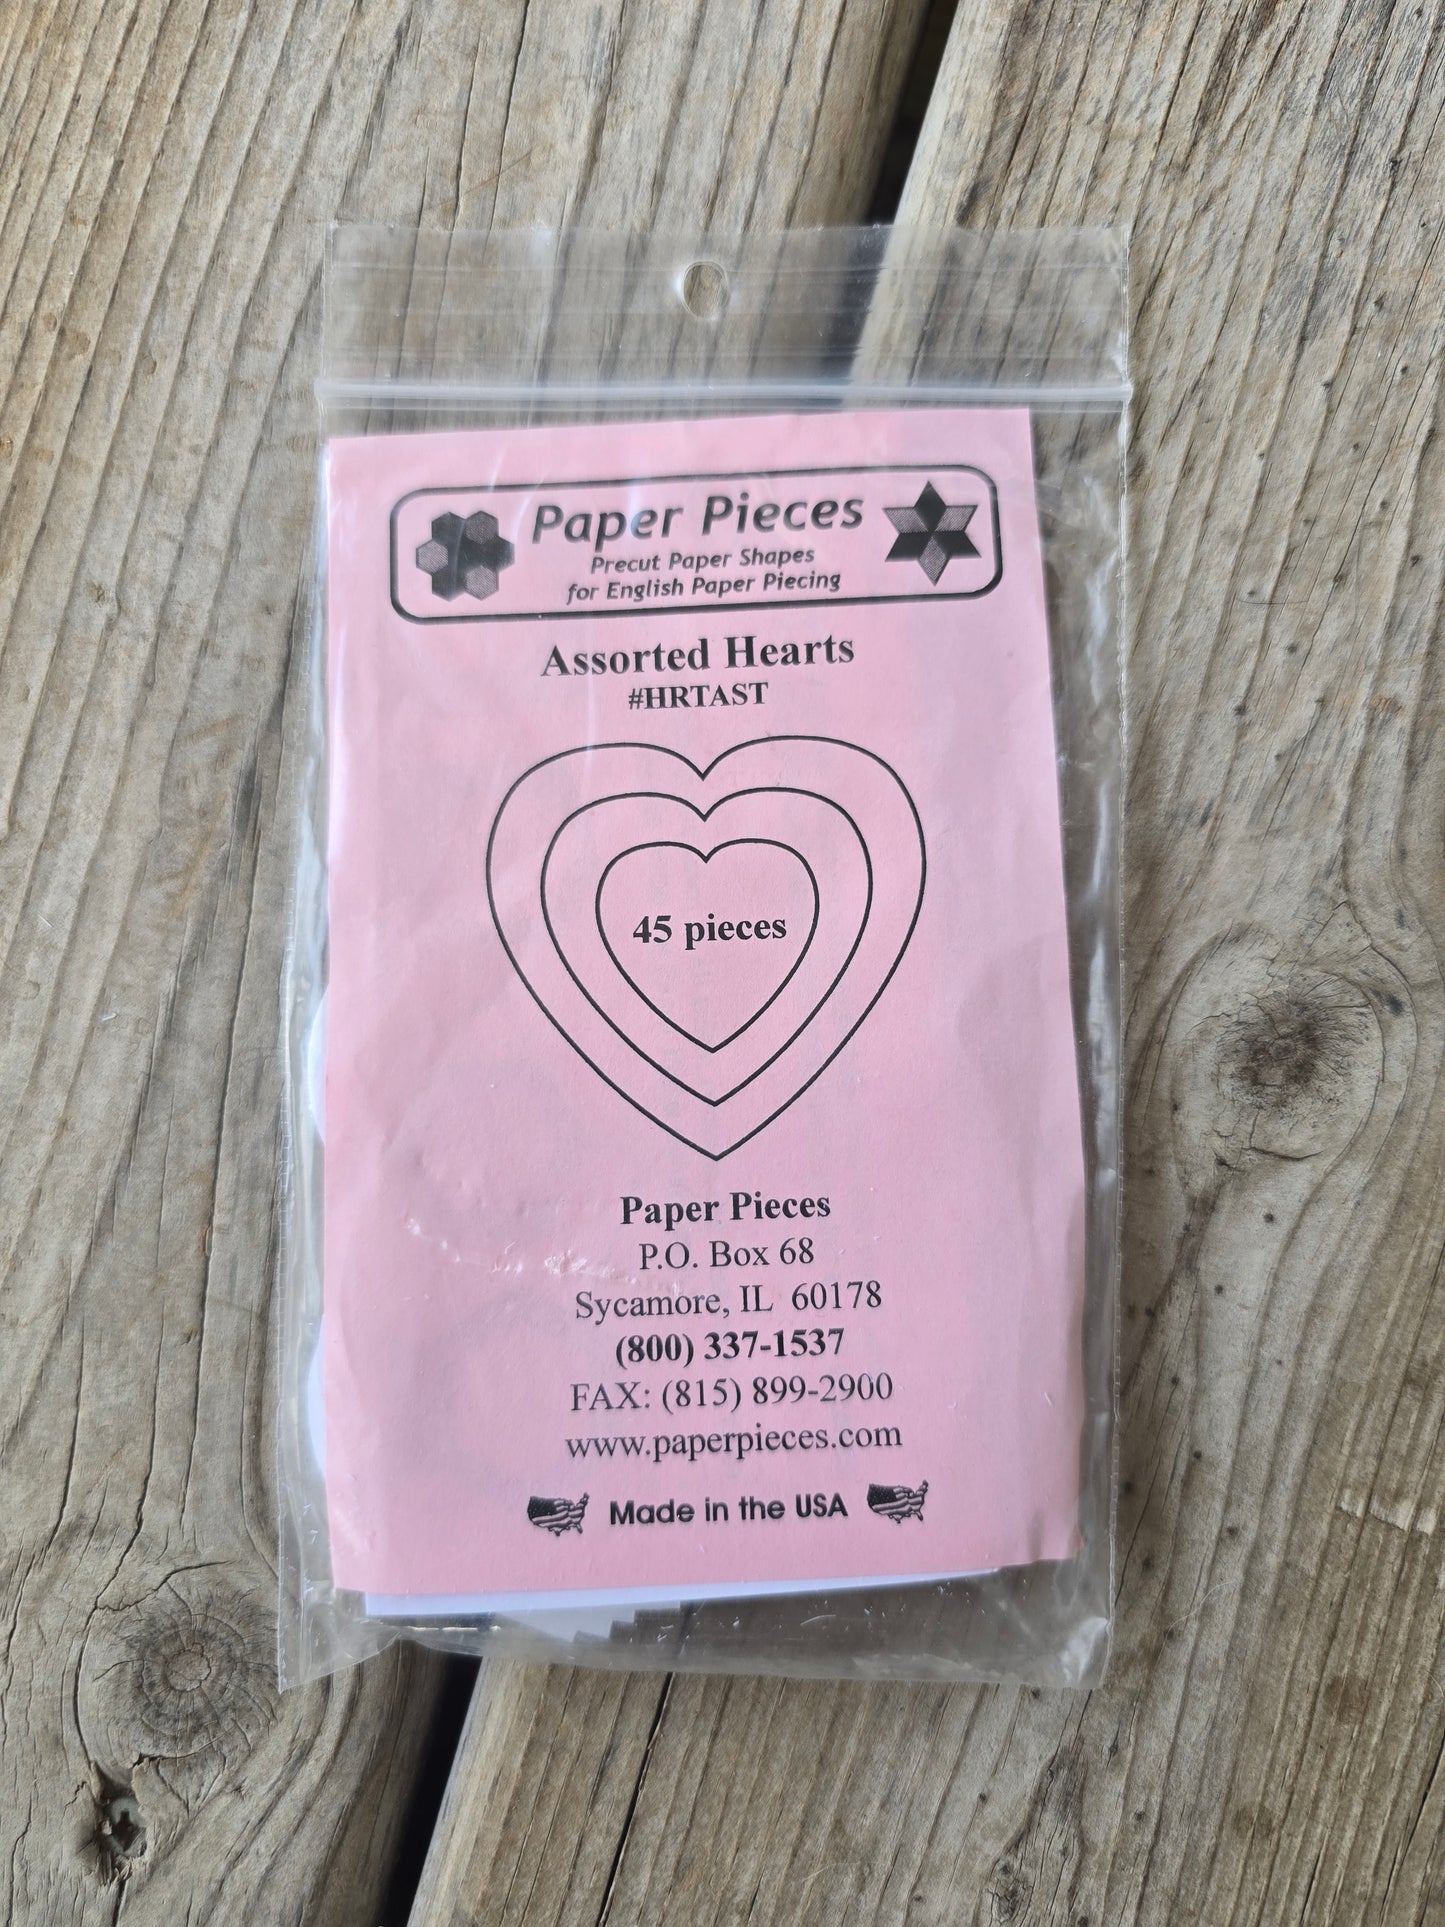 Paper Pieces
Precut Paper Shapes
for English Paper Piecing
Assorted Hearts
#HRTAST
45 pieces
Paper Pieces
P.O. Box 68
Sycamore, IL  60178
(800) 337-1537
FAX: (815) 899-2900
www.paperpieces.com
Made in the USA